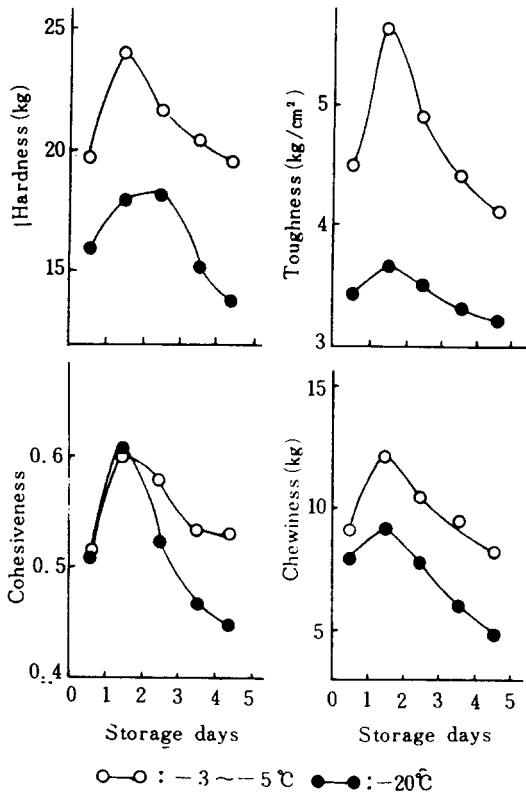 Hardness (kg)
25
20
15
Toughness (kg/cm²)
5
4
3
Cohesiveness
0.6
0.5
0.4
0 1 2 3 4 5
Storage days
Chewiness (kg)
15
10
5
0 1 2 3 4 5
Storage days
: −3 ~ −5℃ : −20℃